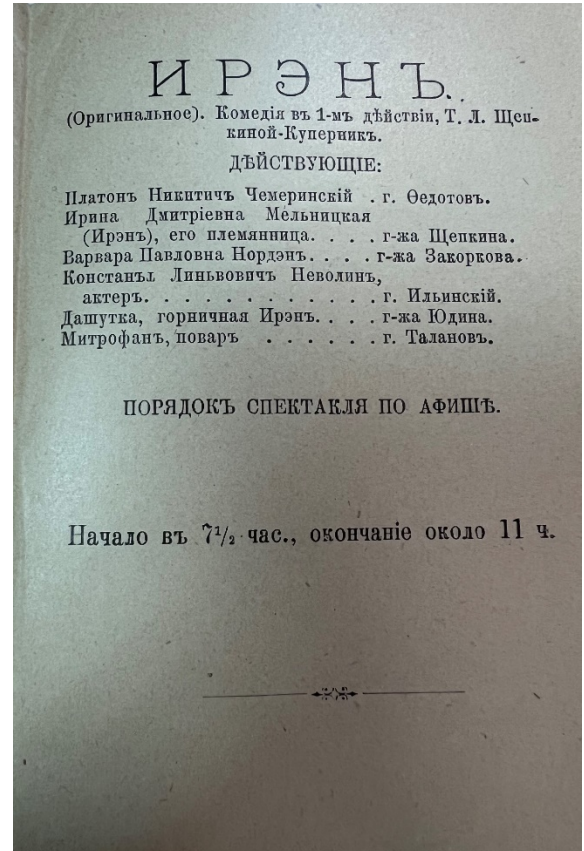 ИРЭНЪ.
(Оригинальное). Комедія въ 1-мъ дѣйствіи, Т. Л. Щеп-
киной-Куперникъ.
ДѢЙСТВУЮЩІЕ:
Платонъ Никитичъ Чемеринскій . г. Ѳедотовъ.
Ирина Дмитріевна Мельницкая
(Ирэнъ), его племянница. . . . г-жа Щепкина.
Варвара Павловна Нордэнъ. . . . г-жа Закоркова.
Констанъл Линьвовичъ Неволинъ,
актеръ. . . . . . . . . . . . г. Ильинскій.
Дашутка, горничная Ирэнъ. . . . г-жа Юдина.
Митрофанъ, поваръ . . . . . . г. Талановъ.
ПОРЯДОКЪ СПЕКТАКЛЯ ПО АФИШѢ.
Начало въ 7½ час., окончаніе около 11 ч.